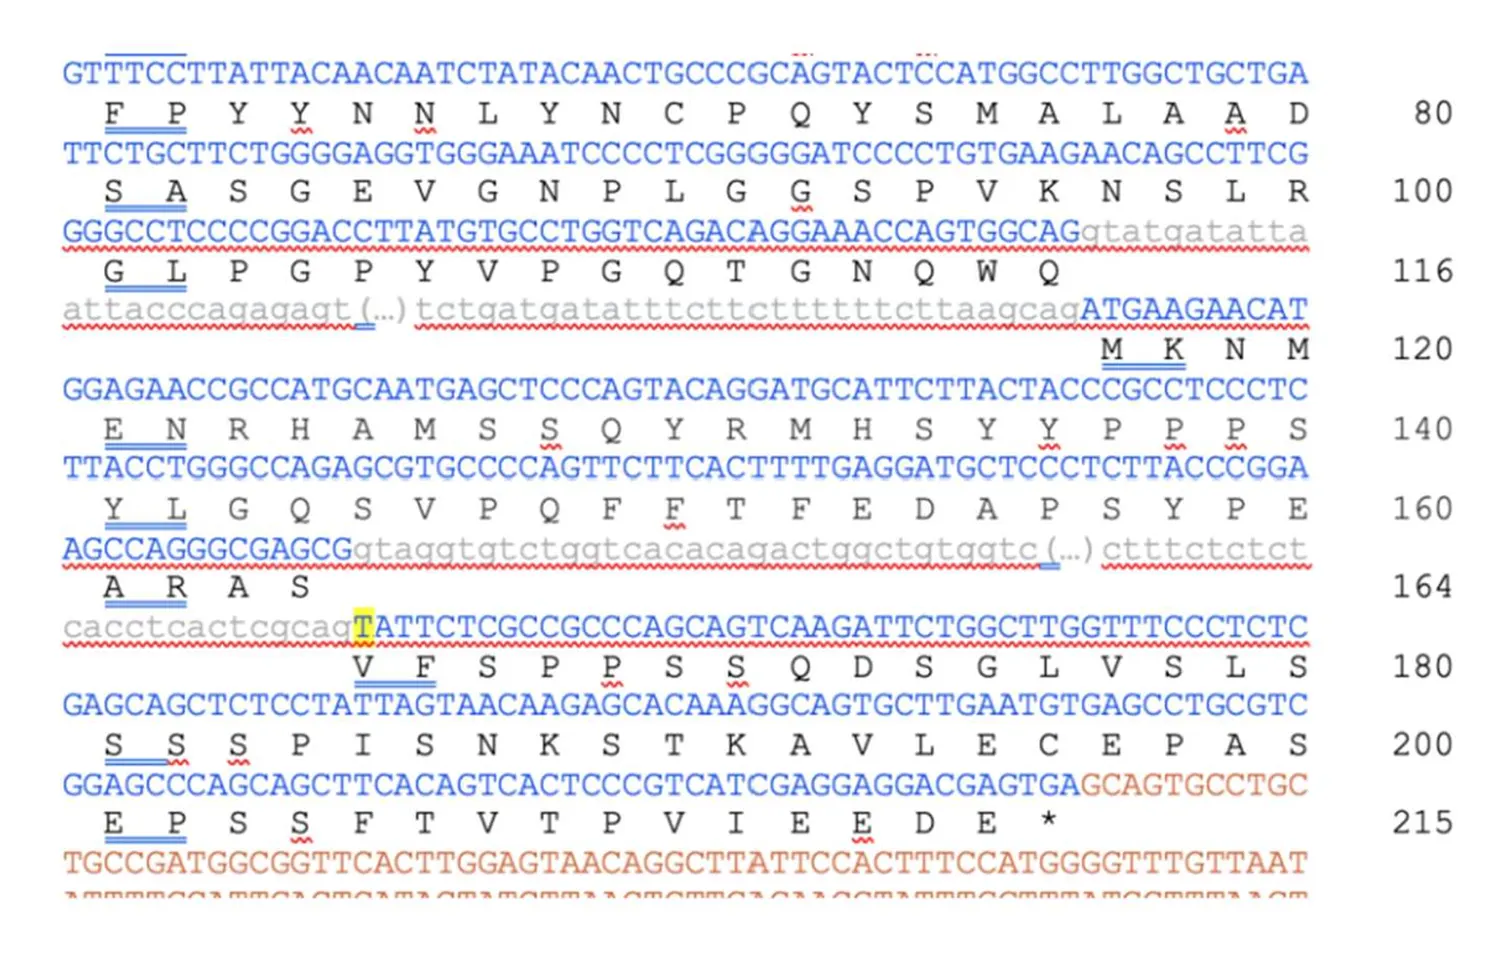 GTTTCCTTATTACAACAATCTATACAACTGCCCGCAGTACTCCATGGCCTTGGCTGCTGA
F P Y Y N N L Y N C P Q Y S M A L A A D 80
TTCTGCTTCTGGGGAGGTGGGAAATCCCCTCGGGGGATCCCCTGTGAAGAACAGCCTTCG
S A S G E V G N P L G G S P V K N S L R 100
GGGCCTCCCCGGACCTTATGTGCCTGGTCAGACAGGAAACCAGTGGCAGgtatgatatta
G L P G P Y V P G Q T G N Q W Q 116
attacccagagagt(…)tctgatgatatttcttcttttttcttaagcagATGAAGAACAT
M K N M 120
GGAGAACCGCCATGCAATGAGCTCCCAGTACAGGATGCATTCTTACTACCCGCCTCCCTC
E N R H A M S S Q Y R M H S Y Y P P P S 140
TTACCTGGGCCAGAGCGTGCCCCAGTTCTTCACTTTTGAGGATGCTCCCTCTTACCCGGA
Y L G Q S V P Q F F T F E D A P S Y P E 160
AGCCAGGGCGAGCGgtaggtgtctggtcacacagactggctgtggtc(…)ctttctctct
A R A S 164
cacctcactcgcagTATTCTCGCCGCCCAGCAGTCAAGATTCTGGCTTGGTTTCCCTCTC
V F S P P S S Q D S G L V S L S 180
GAGCAGCTCTCCTATTAGTAACAAGAGCACAAAGGCAGTGCTTGAATGTGAGCCTGCGTC
S S S P I S N K S T K A V L E C E P A S 200
GGAGCCCAGCAGCTTCACAGTCACTCCCGTCATCGAGGAGGACGAGTGAGCAGTGCCTGC
E P S S F T V T P V I E E D E * 215
TGCCGATGGCGGTTCACTTGGAGTAACAGGCTTATTCCACTTTCCATGGGGTTTGTTAAT